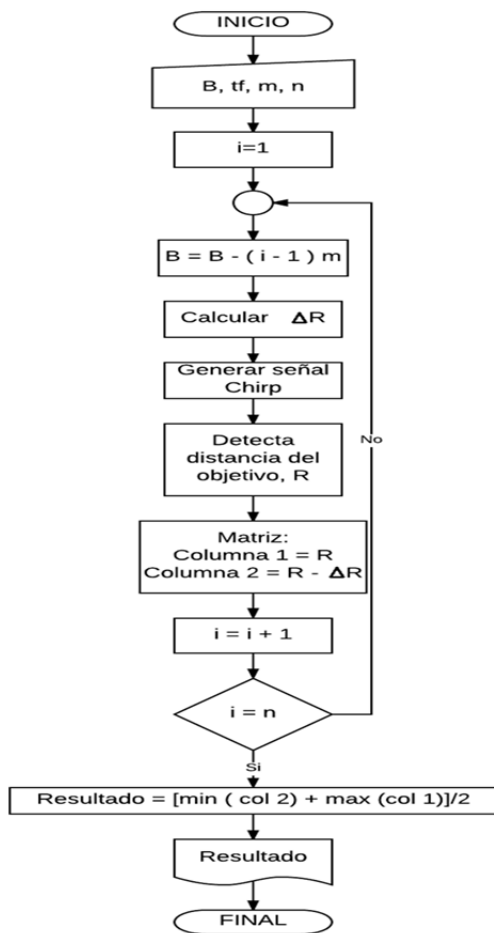 INICIO
B, tf, m, n
i=1
B = B - ( i - 1 ) m
Calcular ΔR
Generar señal
Chirp
Detecta
distancia del
objetivo, R
No
Matriz:
Columna 1 = R
Columna 2 = R - ΔR
i = i + 1
i = n
Si
Resultado = [min ( col 2) + max (col 1)]/2
Resultado
FINAL